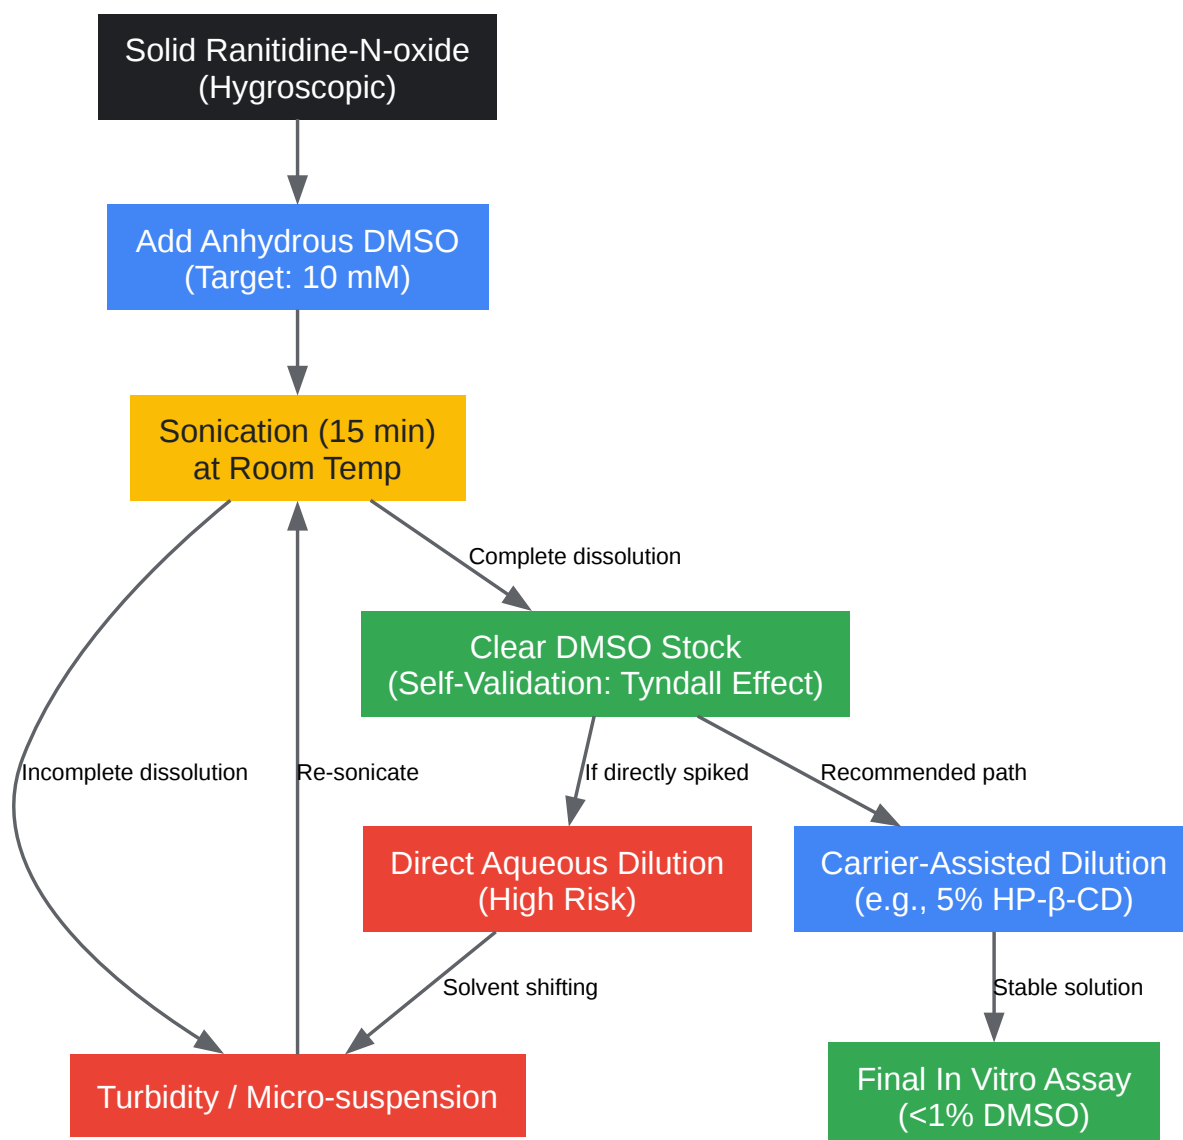 Solid Ranitidine-N-oxide
(Hygroscopic)
Add Anhydrous DMSO
(Target: 10 mM)
Sonication (15 min)
at Room Temp
Complete dissolution
Clear DMSO Stock
(Self-Validation: Tyndall Effect)
Incomplete dissolution
Re-sonicate
If directly spiked
Recommended path
Direct Aqueous Dilution
(High Risk)
Carrier-Assisted Dilution
(e.g., 5% HP-β-CD)
Solvent shifting
Stable solution
Turbidity / Micro-suspension
Final In Vitro Assay
(<1% DMSO)